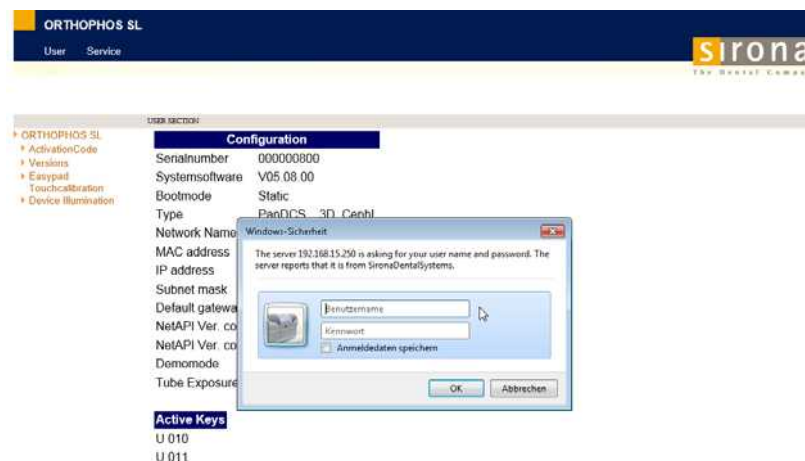 ORTHOPHOS SL
User Service
sirona
The Dental Compa
USER SECTION
ORTHOPHOS SL
ActivationCode
Versions
Easypad
Touchcalibration
Device Illumination
Configuration
Serialnumber 000000800
Systemsoftware V05.08.00
Bootmode Static
Type PanDCS 3D Cephl
Network Name
MAC address
IP address
Subnet mask
Default gatewa
NetAPI Ver. co
NetAPI Ver. co
Demomode
Tube Exposure
Windows-Sicherheit
The server 192.168.15.250 is asking for your user name and password. The
server reports that it is from SironaDentalSystems.
Benutzername
Kennwort
Anmeldedaten speichern
OK Abbrechen
Active Keys
U 010
U 011